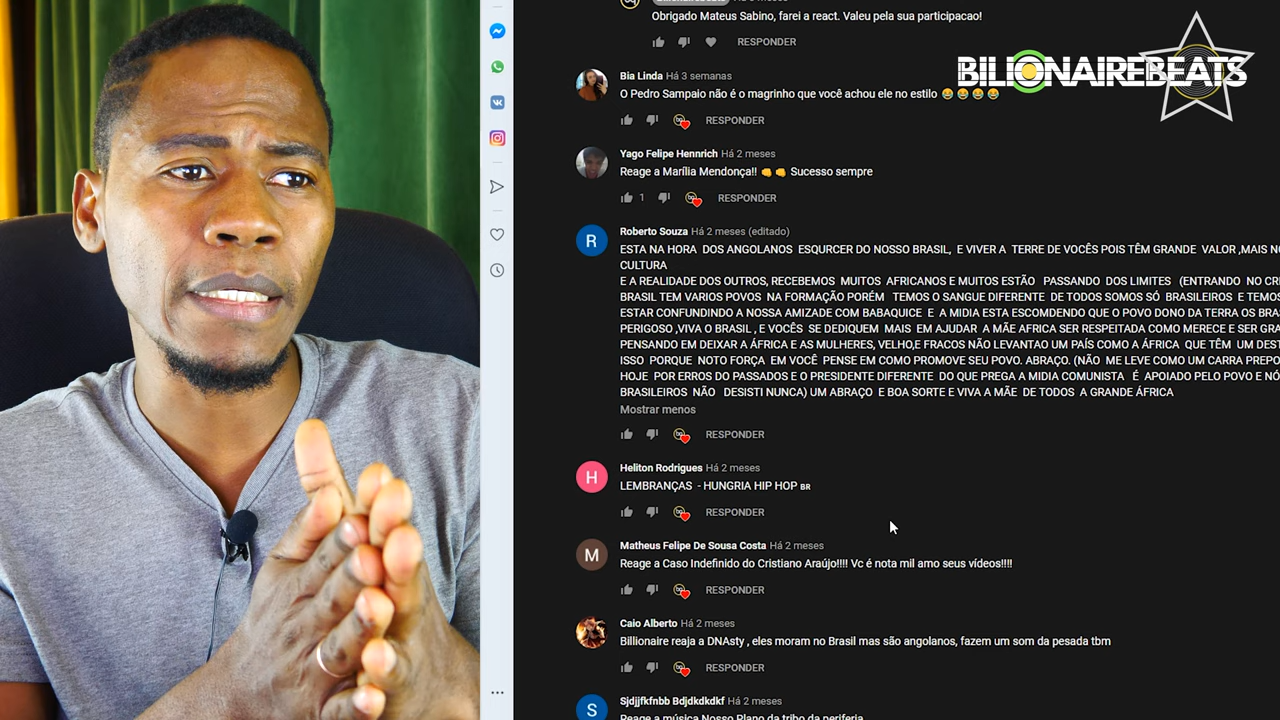 Há 3 meses
Obrigado Mateus Sabino, farei a react. Valeu pela sua participacao!
RESPONDER
BILIONAIREBEATS
Bia Linda Há 3 semanas
O Pedro Sampaio não é o magrinho que você achou ele no estilo 😂😂😂😂
RESPONDER
Yago Felipe Hennrich Há 2 meses
Reage a Marília Mendonça!! 👊👊 Sucesso sempre
1 RESPONDER
R
Roberto Souza Há 2 meses (editado)
ESTA NA HORA DOS ANGOLANOS ESQURCER DO NOSSO BRASIL, E VIVER A TERRE DE VOCÊS POIS TÊM GRANDE VALOR ,MAIS
CULTURA
E A REALIDADE DOS OUTROS, RECEBEMOS MUITOS AFRICANOS E MUITOS ESTÃO PASSANDO DOS LIMITES (ENTRANDO NO
BRASIL TEM VARIOS POVOS NA FORMAÇÃO PORÉM TEMOS O SANGUE DIFERENTE DE TODOS SOMOS SÓ BRASILEIROS E
ESTAR CONFUNDINDO A NOSSA AMIZADE COM BABAQUICE E A MIDIA ESTA ESCOMDENDO QUE O POVO DONO DA TERRA OS
PERIGOSO ,VIVA O BRASIL , E VOCÊS SE DEDIQUEM MAIS EM AJUDAR A MÃE AFRICA SER RESPEITADA COMO MERECE E SER
PENSANDO EM DEIXAR A ÁFRICA E AS MULHERES, VELHO,E FRACOS NÃO LEVANTAO UM PAÍS COMO A ÁFRICA QUE TÊM UM
ISSO PORQUE NOTO FORÇA EM VOCÊ PENSE EM COMO PROMOVE SEU POVO. ABRAÇO. (NÃO ME LEVE COMO UM CARRA
HOJE POR ERROS DO PASSADOS E O PRESIDENTE DIFERENTE DO QUE PREGA A MIDIA COMUNISTA É APOIADO PELO POVO E
BRASILEIROS NÃO DESISTI NUNCA) UM ABRAÇO E BOA SORTE E VIVA A MÃE DE TODOS A GRANDE ÁFRICA
Mostrar menos
RESPONDER
H
Heliton Rodrigues Há 2 meses
LEMBRANÇAS - HUNGRIA HIP HOP BR
RESPONDER
M
Matheus Felipe De Sousa Costa Há 2 meses
Reage a Caso Indefinido do Cristiano Araújo!!!! Vc é nota mil amo seus vídeos!!!!
RESPONDER
Caio Alberto Há 2 meses
Billionaire reaja a DNAsty , eles moram no Brasil mas são angolanos, fazem um som da pesada tbm
RESPONDER
S
Sjdjjfkfnbb Bdjdkdkdkf Há 2 meses
Reage a música Nosso Plano da tribo da periferia